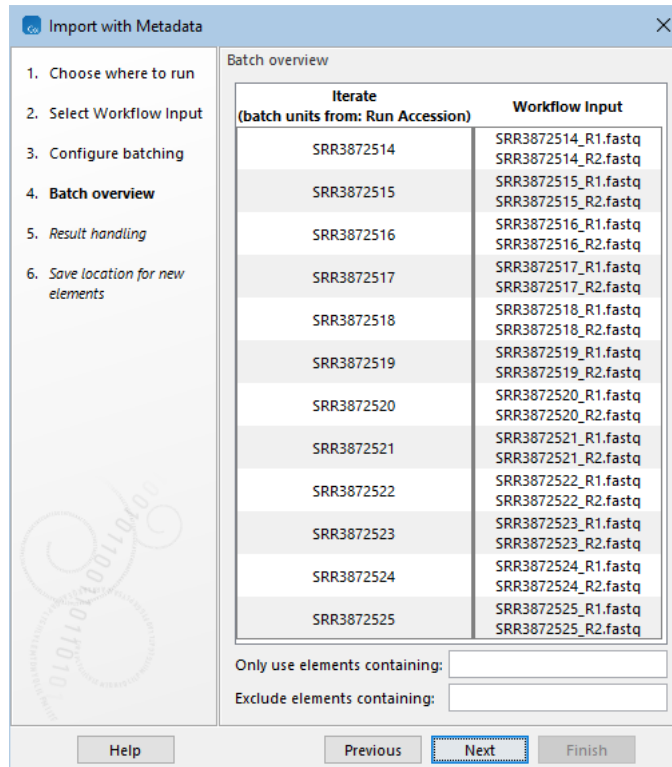 Import with Metadata
1. Choose where to run
2. Select Workflow Input
3. Configure batching
4. Batch overview
5. Result handling
6. Save location for new
elements
Batch overview
Iterate
(batch units from: Run Accession)
Workflow Input
SRR3872514
SRR3872514_R1.fastq
SRR3872514_R2.fastq
SRR3872515
SRR3872515_R1.fastq
SRR3872515_R2.fastq
SRR3872516
SRR3872516_R1.fastq
SRR3872516_R2.fastq
SRR3872517
SRR3872517_R1.fastq
SRR3872517_R2.fastq
SRR3872518
SRR3872518_R1.fastq
SRR3872518_R2.fastq
SRR3872519
SRR3872519_R1.fastq
SRR3872519_R2.fastq
SRR3872520
SRR3872520_R1.fastq
SRR3872520_R2.fastq
SRR3872521
SRR3872521_R1.fastq
SRR3872521_R2.fastq
SRR3872522
SRR3872522_R1.fastq
SRR3872522_R2.fastq
SRR3872523
SRR3872523_R1.fastq
SRR3872523_R2.fastq
SRR3872524
SRR3872524_R1.fastq
SRR3872524_R2.fastq
SRR3872525
SRR3872525_R1.fastq
SRR3872525_R2.fastq
Only use elements containing:
Exclude elements containing:
Help
Previous
Next
Finish